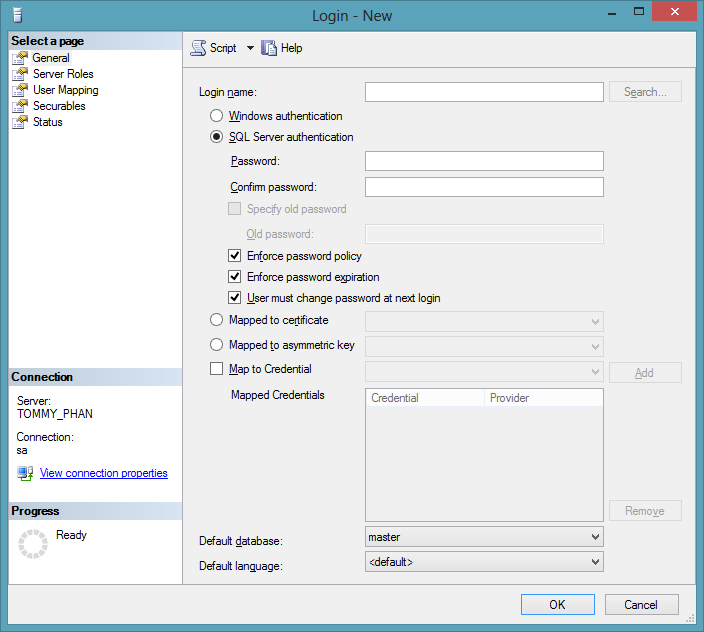 Login - New
Select a page
General
Server Roles
User Mapping
Securables
Status
Script Help
Login name: Search...
Windows authentication
SQL Server authentication
Password:
Confirm password:
Specify old password
Old password:
Enforce password policy
Enforce password expiration
User must change password at next login
Mapped to certificate
Mapped to asymmetric key
Map to Credential Add
Mapped Credentials Credential Provider
Remove
Default database: master
Default language: <default>
Connection
Server:
TOMMY_PHAN
Connection:
sa
View connection properties
Progress
Ready
OK Cancel